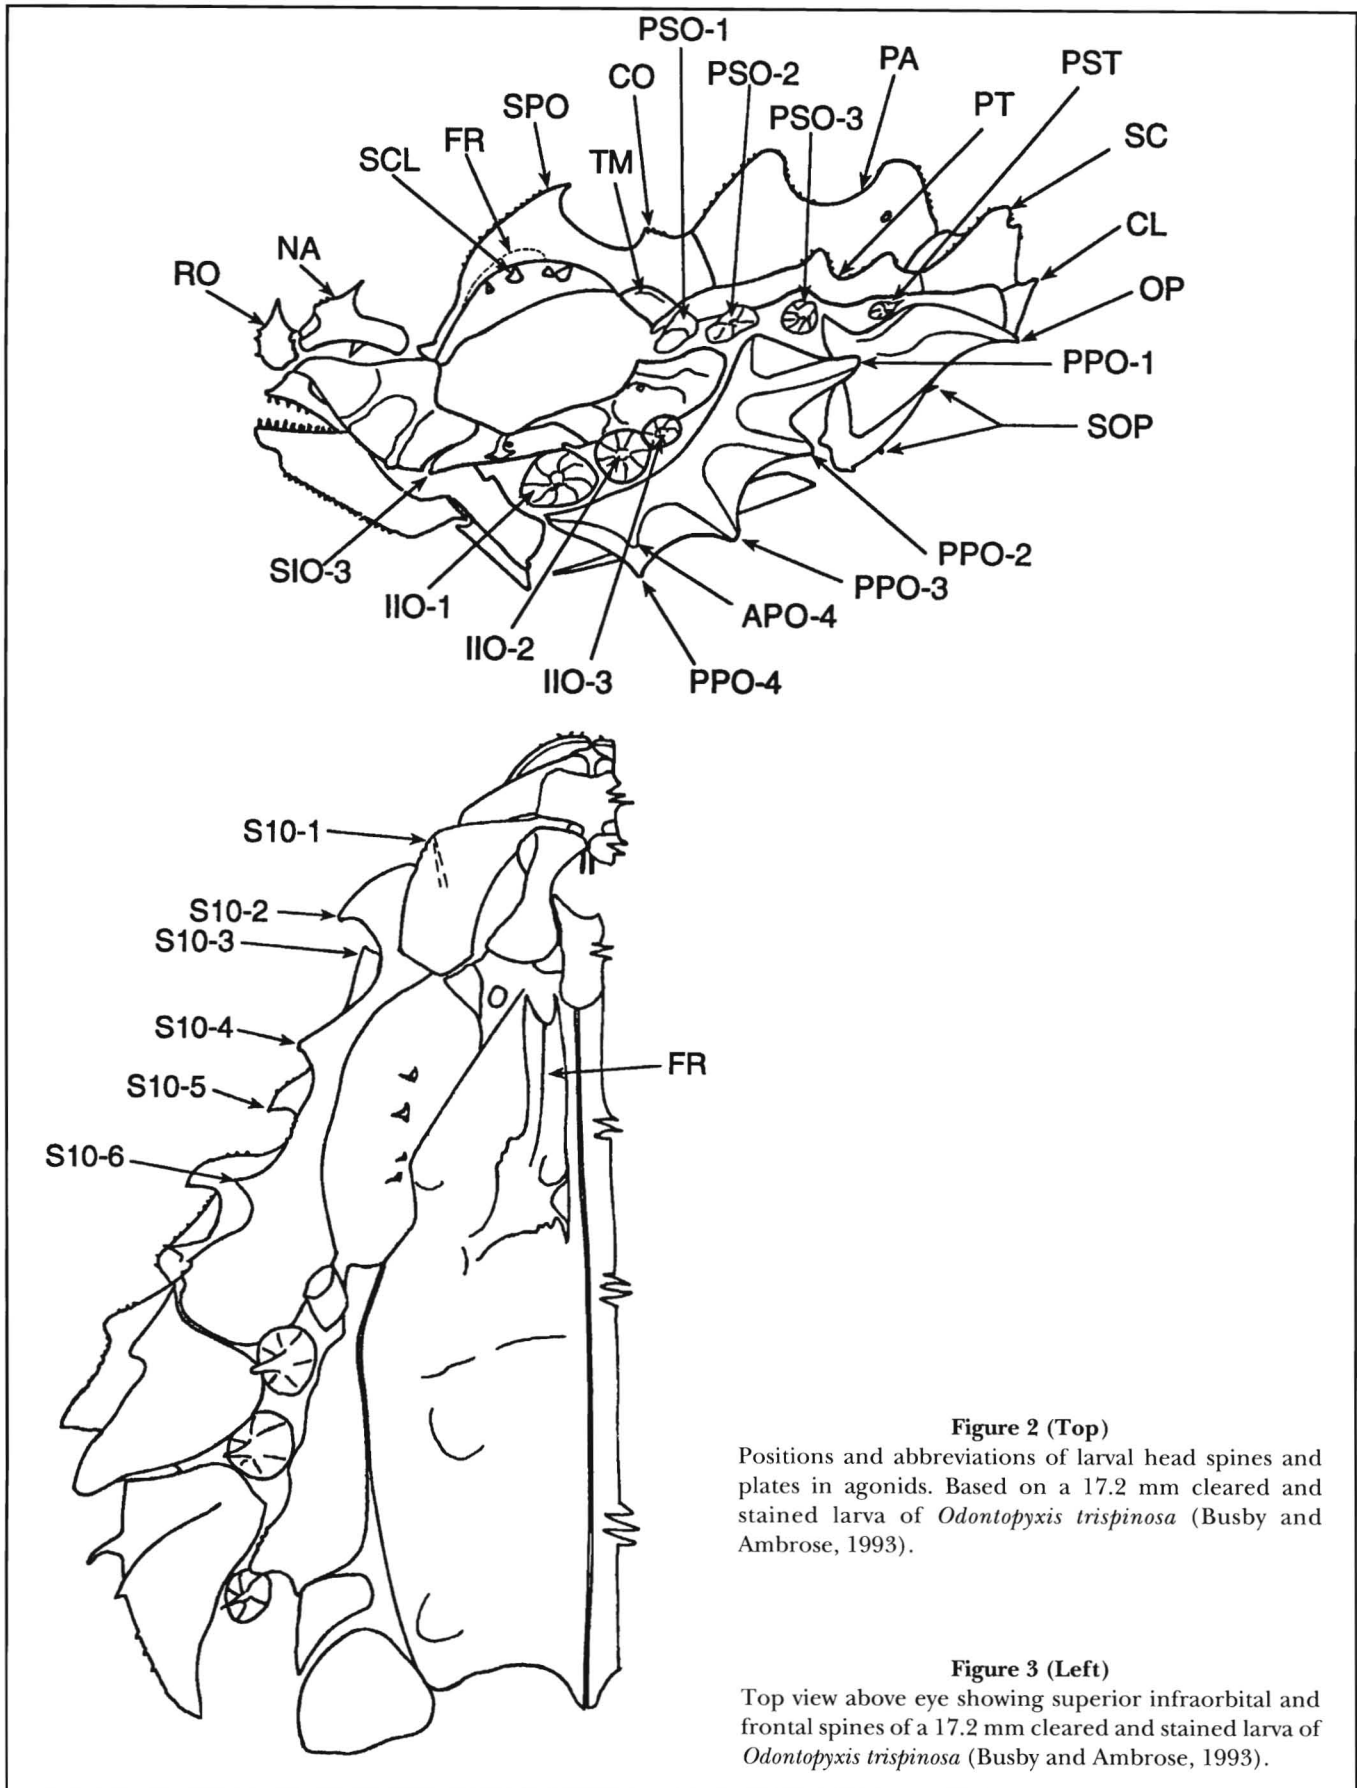 PSO-1
PSO-2
PA
PST
CO
SPO
PSO-3
PT
FR
TM
SC
SCL
NA
CL
RO
OP
PPO-1
SOP
SIO-3
PPO-2
IIO-1
PPO-3
APO-4
IIO-2
IIO-3
PPO-4
S10-1
S10-2
S10-3
S10-4
FR
S10-5
S10-6
Figure 2 (Top)
Positions and abbreviations of larval head spines and
plates in agonids. Based on a 17.2 mm cleared and
stained larva of Odontopyxis trispinosa (Busby and
Ambrose, 1993).
Figure 3 (Left)
Top view above eye showing superior infraorbital and
frontal spines of a 17.2 mm cleared and stained larva of
Odontopyxis trispinosa (Busby and Ambrose, 1993).